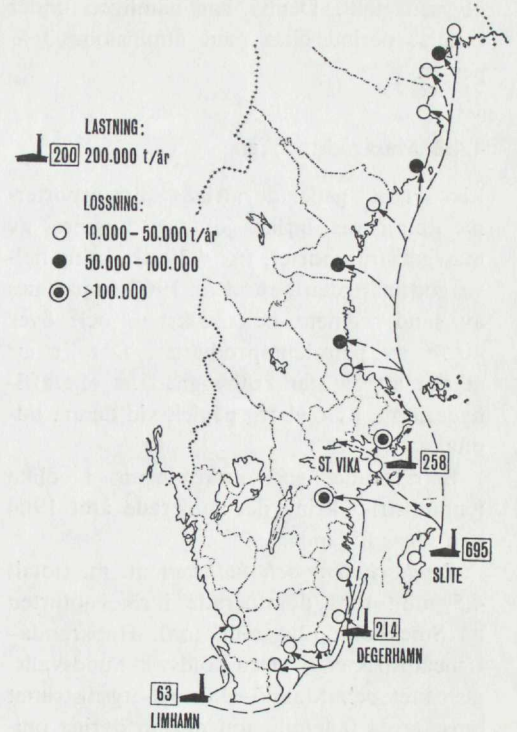 LASTNING:
200 200.000 t/år
LOSSNING:
10.000–50.000 t/år
50.000–100.000
>100.000
ST. VIKA
258
695
SLITE
214
DEGERHAMN
63
LIMHAMN